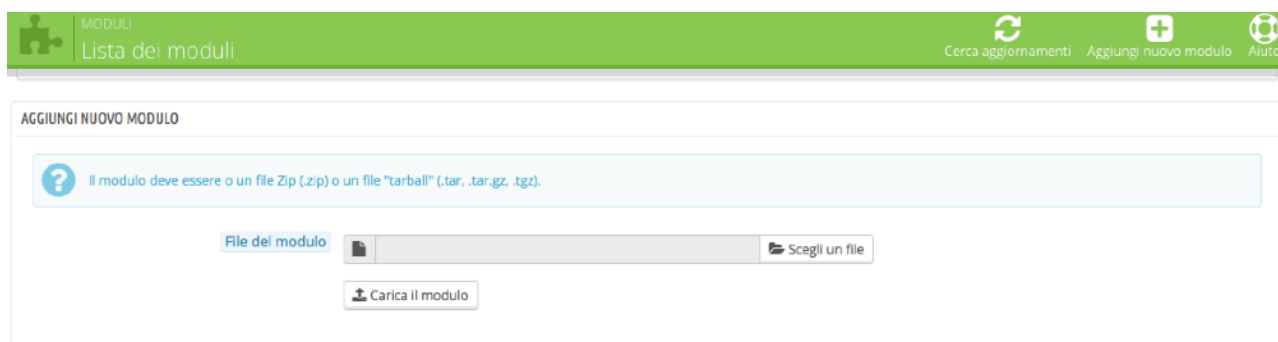 MODULI
Lista dei moduli
Cerca aggiornamenti Aggiungi nuovo modulo Aiuto
AGGIUNGI NUOVO MODULO
Il modulo deve essere o un file Zip (.zip) o un file "tarball" (.tar, .tar.gz, .tgz).
File del modulo Scegli un file
Carica il modulo